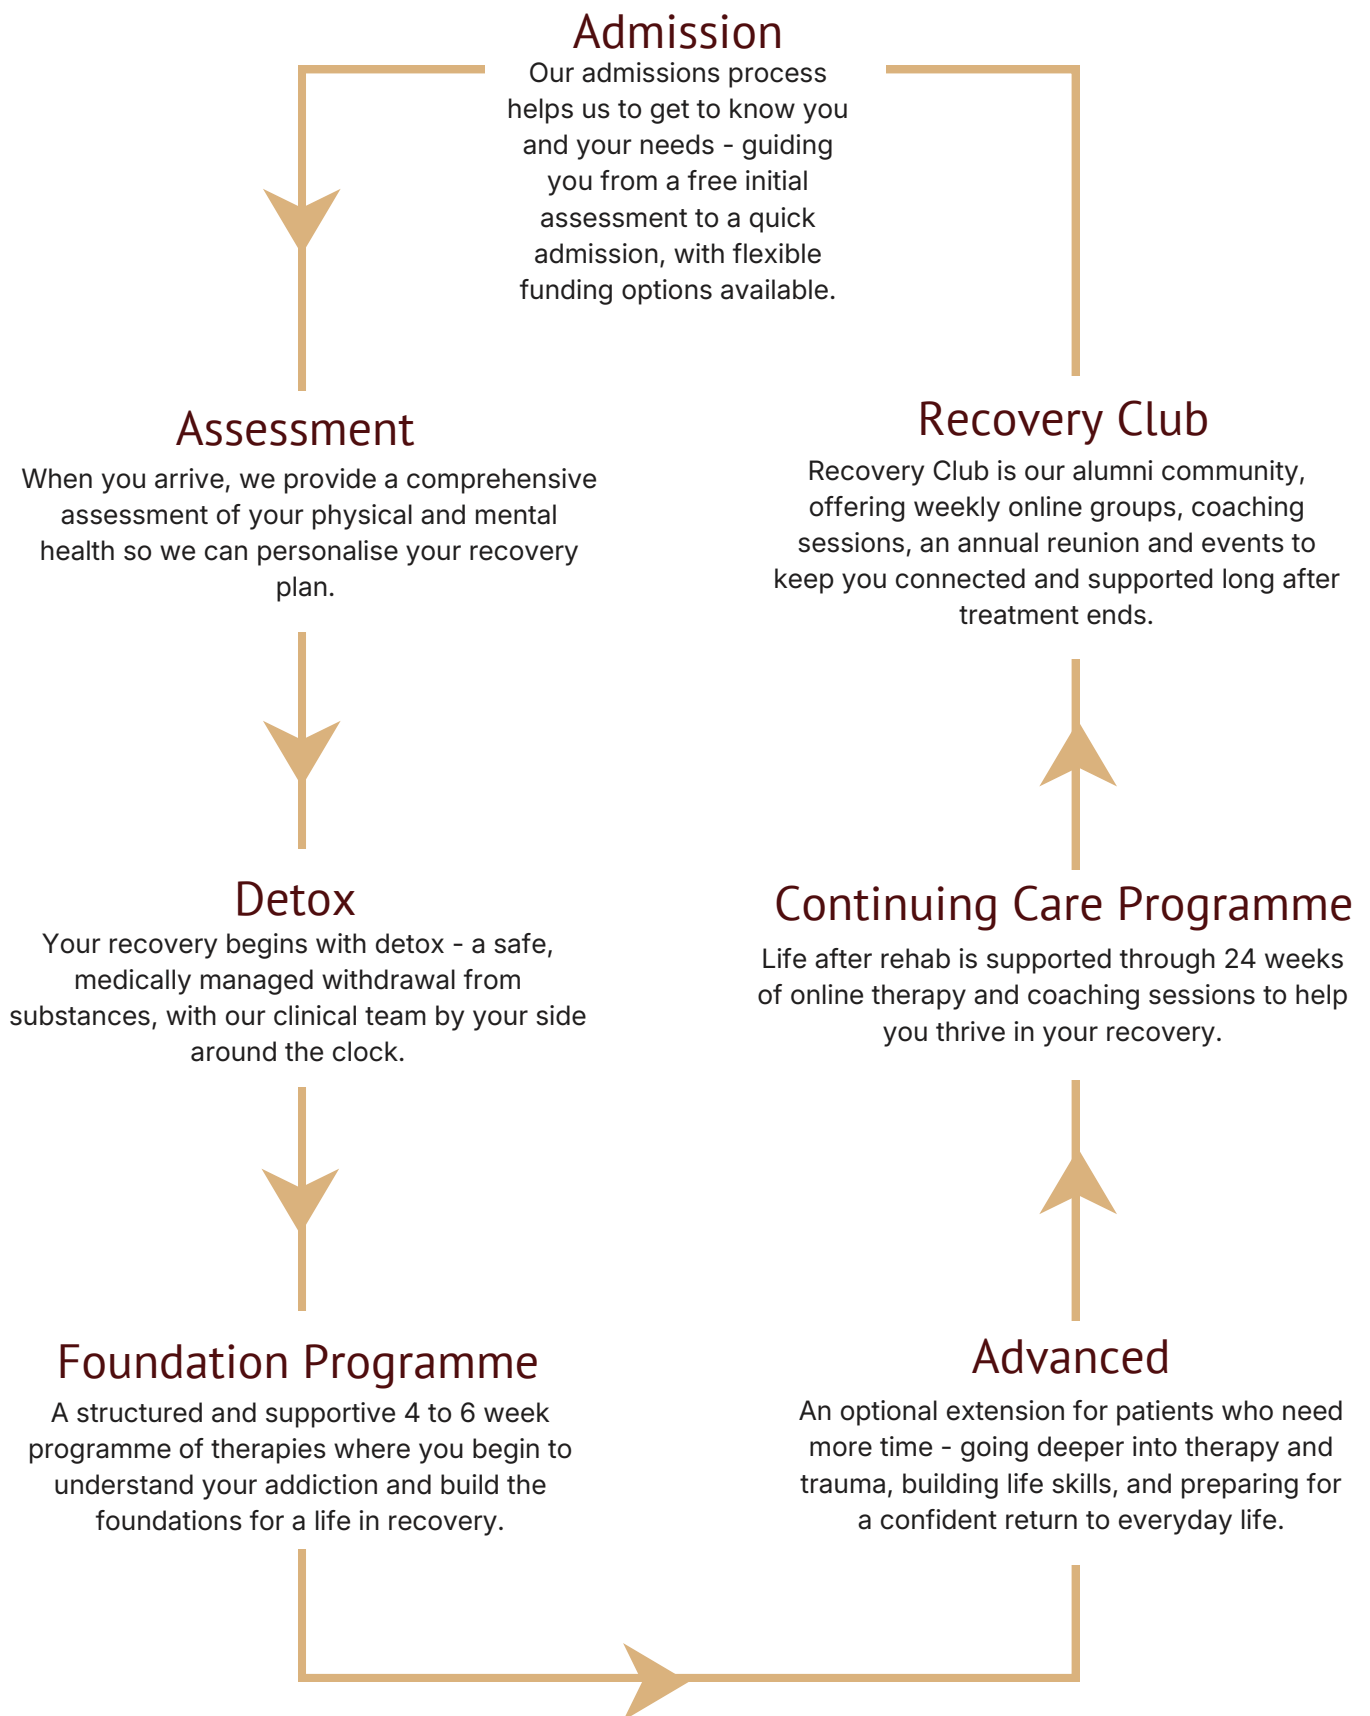 Admission
Our admissions process
helps us to get to know you
and your needs - guiding
you from a free initial
assessment to a quick
admission, with flexible
funding options available.
Assessment
When you arrive, we provide a comprehensive
assessment of your physical and mental
health so we can personalise your recovery
plan.
Detox
Your recovery begins with detox - a safe,
medically managed withdrawal from
substances, with our clinical team by your side
around the clock.
Foundation Programme
A structured and supportive 4 to 6 week
programme of therapies where you begin to
understand your addiction and build the
foundations for a life in recovery.
Advanced
An optional extension for patients who need
more time - going deeper into therapy and
trauma, building life skills, and preparing for
a confident return to everyday life.
Continuing Care Programme
Life after rehab is supported through 24 weeks
of online therapy and coaching sessions to help
you thrive in your recovery.
Recovery Club
Recovery Club is our alumni community,
offering weekly online groups, coaching
sessions, an annual reunion and events to
keep you connected and supported long after
treatment ends.